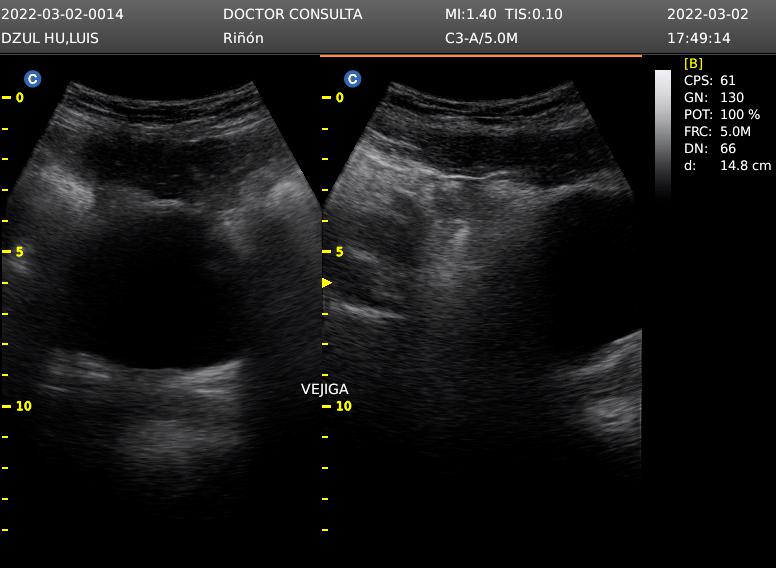 2022-03-02-0014 DOCTOR CONSULTA MI:1.40 TIS:0.10 2022-03-02
DZUL HU,LUIS Riñón C3-A/5.0M 17:49:14
C C
[B]
CPS: 61
GN: 130
POT: 100 %
FRC: 5.0M
DN: 66
d: 14.8 cm
0 0
5 5
VEJIGA
10 10